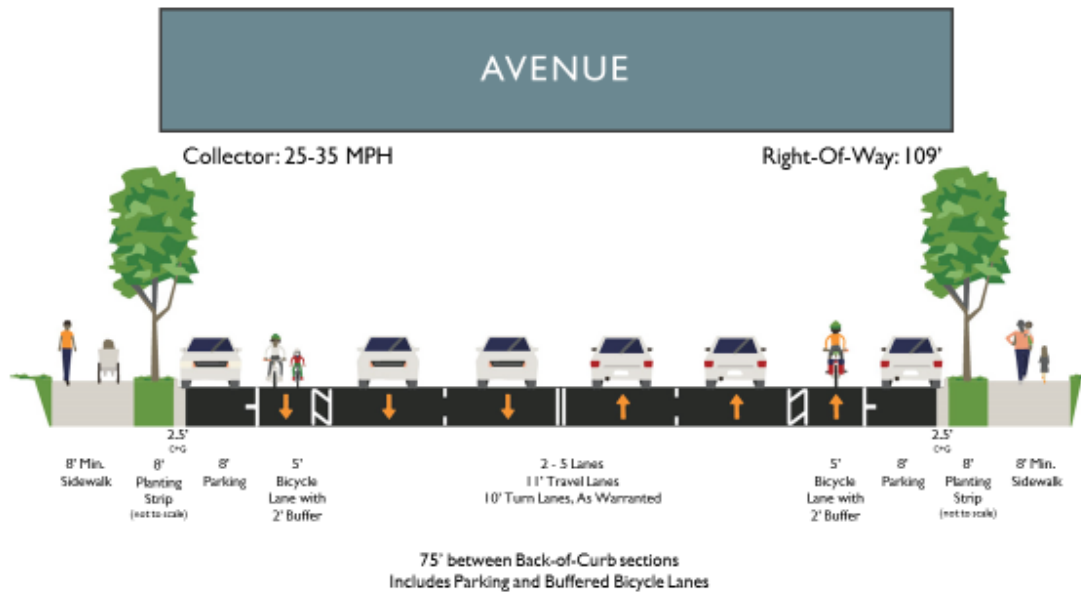 AVENUE
Collector: 25-35 MPH
Right-Of-Way: 109'
2.5'
C+G
2.5'
C+G
8' Min.
Sidewalk
8'
Planting
Strip
(not to scale)
8'
Parking
5'
Bicycle
Lane with
2' Buffer
2 - 5 Lanes
11' Travel Lanes
10' Turn Lanes, As Warranted
5'
Bicycle
Lane with
2' Buffer
8'
Parking
8'
Planting
Strip
(not to scale)
8' Min.
Sidewalk
75' between Back-of-Curb sections
Includes Parking and Buffered Bicycle Lanes